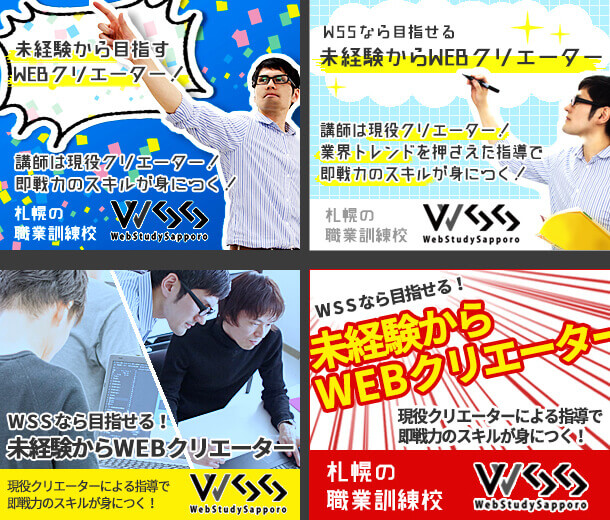 未経験から目指す
WEBクリエーター！
講師は現役クリエーター！
即戦力のスキルが身につく！
札幌の
職業訓練校
WSS
WebStudySapporo
WSSなら目指せる
未経験からWEBクリエーター
講師は現役クリエーター！
業界トレンドを押さえた指導で
即戦力のスキルが身につく！
札幌の
職業訓練校
WSS
WebStudySapporo
WSSなら目指せる！
未経験からWEBクリエーター
現役クリエーターによる指導で
即戦力のスキルが身につく！
WSS
WebStudySapporo
WSSなら目指せる！
未経験から
WEBクリエーター
現役クリエーターによる指導で
即戦力のスキルが身につく！
札幌の
職業訓練校
WSS
WebStudySapporo